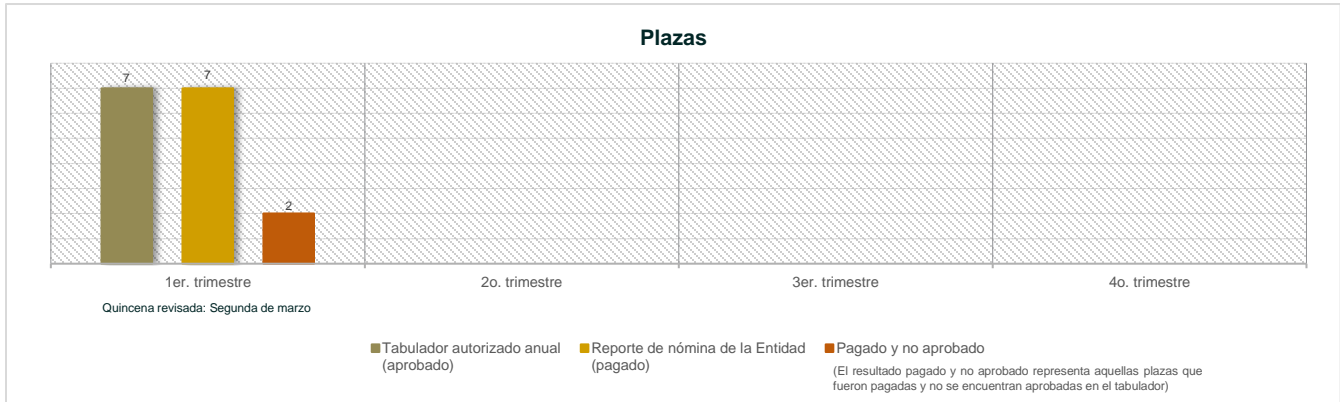 Plazas
7
7
2
1er. trimestre
2o. trimestre
3er. trimestre
4o. trimestre
Quincena revisada: Segunda de marzo
Tabulador autorizado anual
(aprobado)
Reporte de nómina de la Entidad
(pagado)
Pagado y no aprobado
(El resultado pagado y no aprobado representa aquellas plazas que
fueron pagadas y no se encuentran aprobadas en el tabulador)